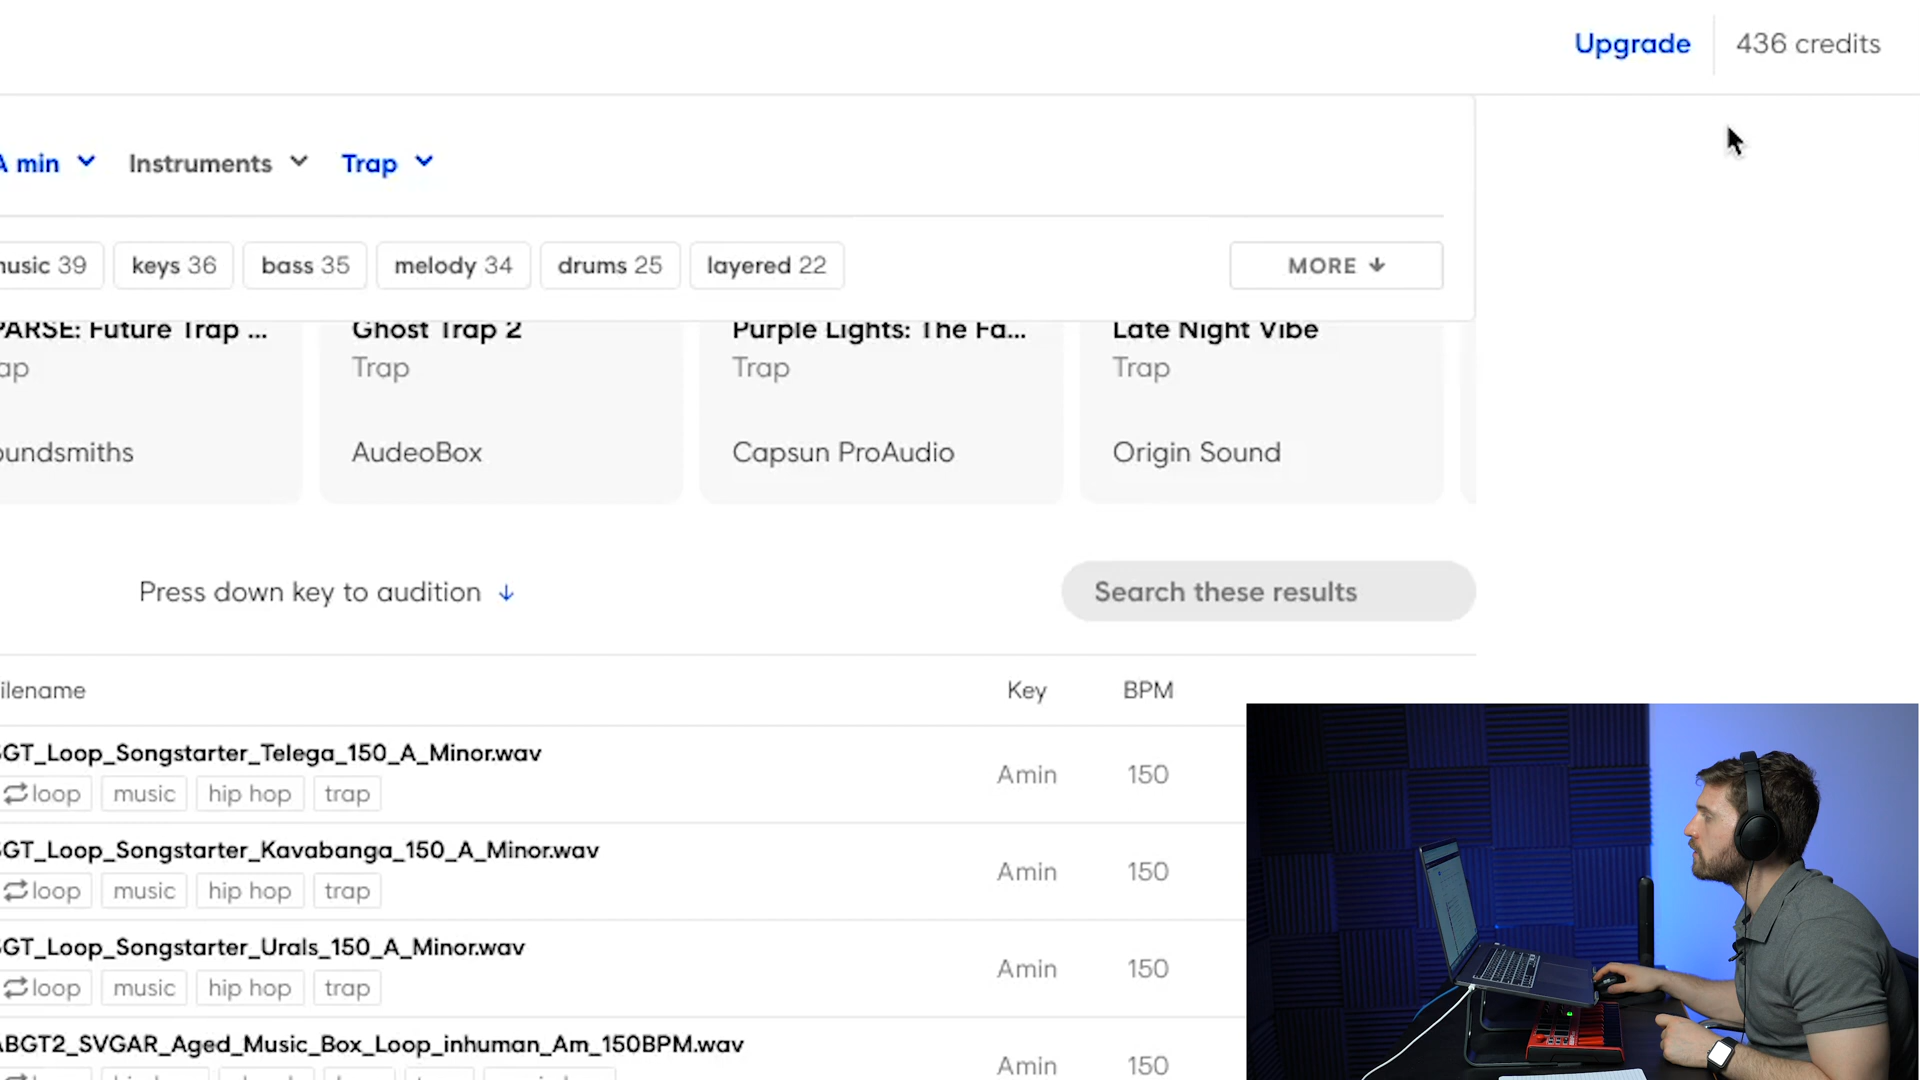 Upgrade 436 credits
A min Instruments Trap
39 keys 36 bass 35 melody 34 drums 25 layered 22 MORE
Future Trap ... Ghost Trap 2 Purple Lights: The Fa... Late Night Vibe
Trap Trap Trap
AudeoBox Capsun ProAudio Origin Sound
Press down key to audition Search these results
ilename Key BPM
GT_Loop_Songstarter_Telega_150_A_Minor.wav
Amin 150
loop music hip hop trap
GT_Loop_Songstarter_Kavabanga_150_A_Minor.wav
Amin 150
loop music hip hop trap
GT_Loop_Songstarter_Urals_150_A_Minor.wav
Amin 150
loop music hip hop trap
BGT2_SVGAR_Aged_Music_Box_Loop_inhuman_Am_150BPM.wav
Amin 150